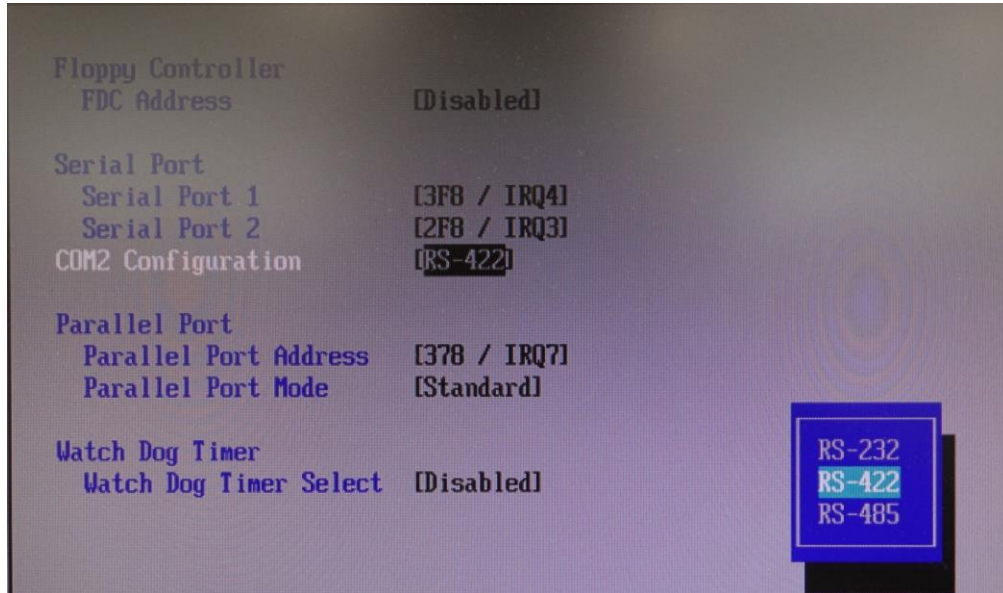 Floppy Controller
FDC Address [Disabled]
Serial Port
Serial Port 1 [3F8 / IRQ4]
Serial Port 2 [2F8 / IRQ3]
COM2 Configuration [RS-422]
Parallel Port
Parallel Port Address [378 / IRQ7]
Parallel Port Mode [Standard]
Watch Dog Timer
Watch Dog Timer Select [Disabled]
RS-232
RS-422
RS-485